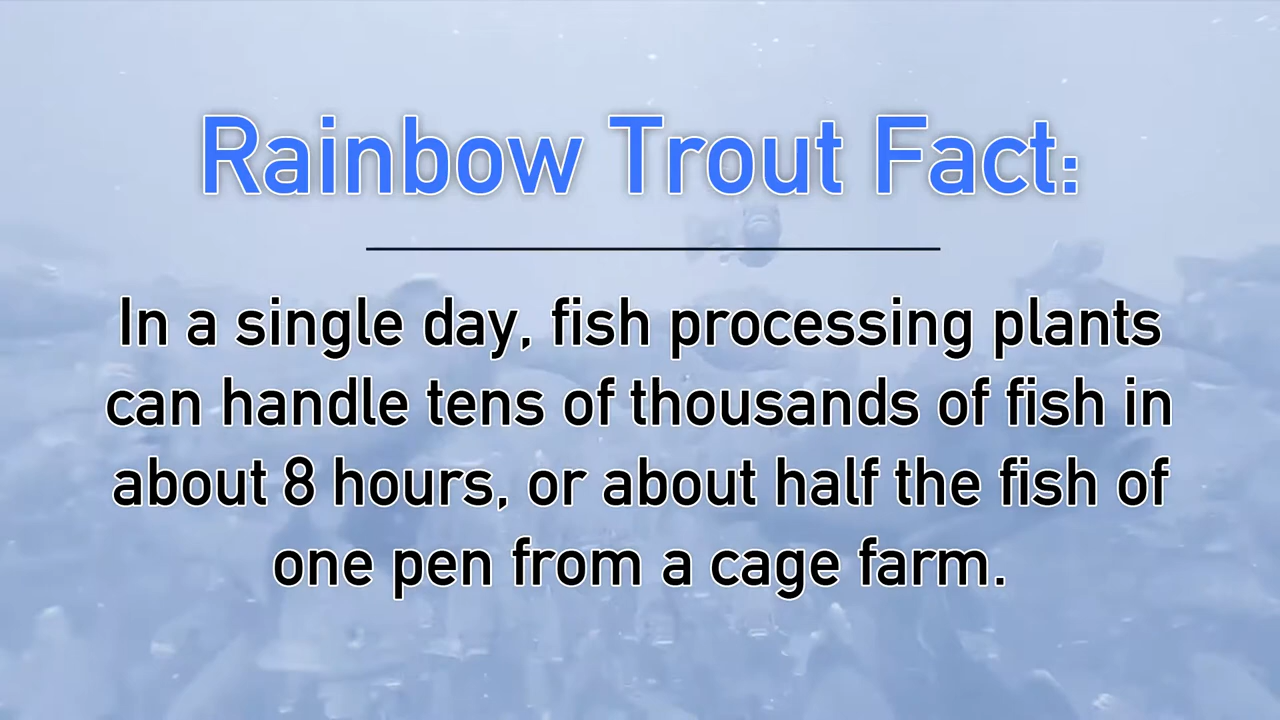 Rainbow Trout Fact:
In a single day, fish processing plants
can handle tens of thousands of fish in
about 8 hours, or about half the fish of
one pen from a cage farm.